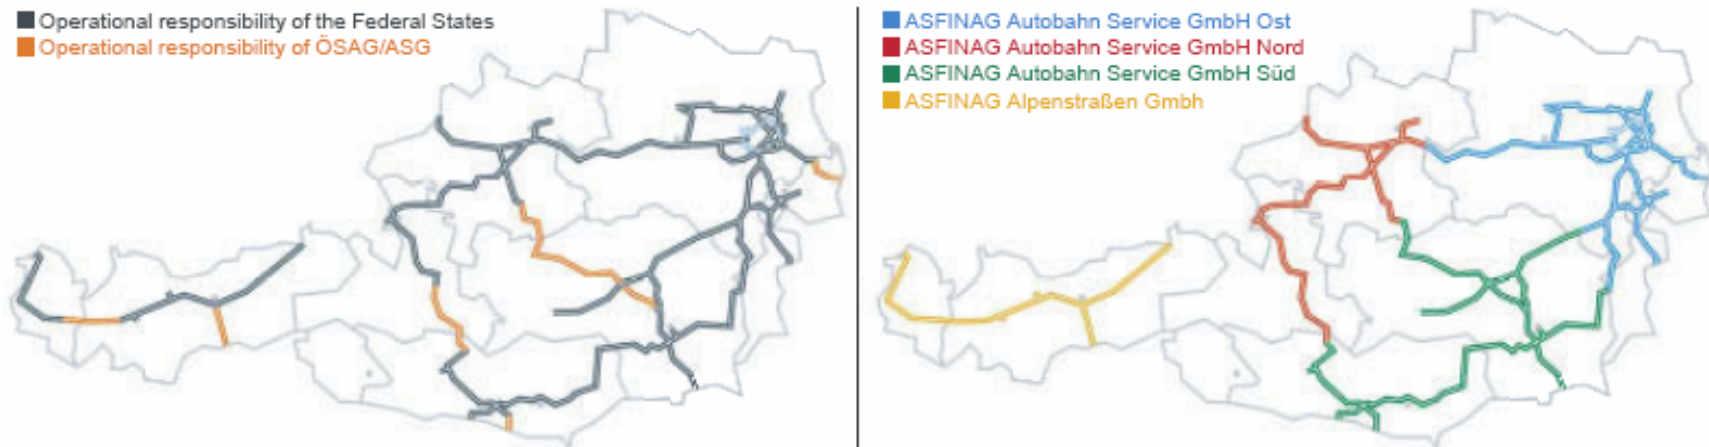 Operational responsibility of the Federal States
Operational responsibility of ÖSAG/ASG
ASFINAG Autobahn Service GmbH Ost
ASFINAG Autobahn Service GmbH Nord
ASFINAG Autobahn Service GmbH Süd
ASFINAG Alpenstraßen Gmbh